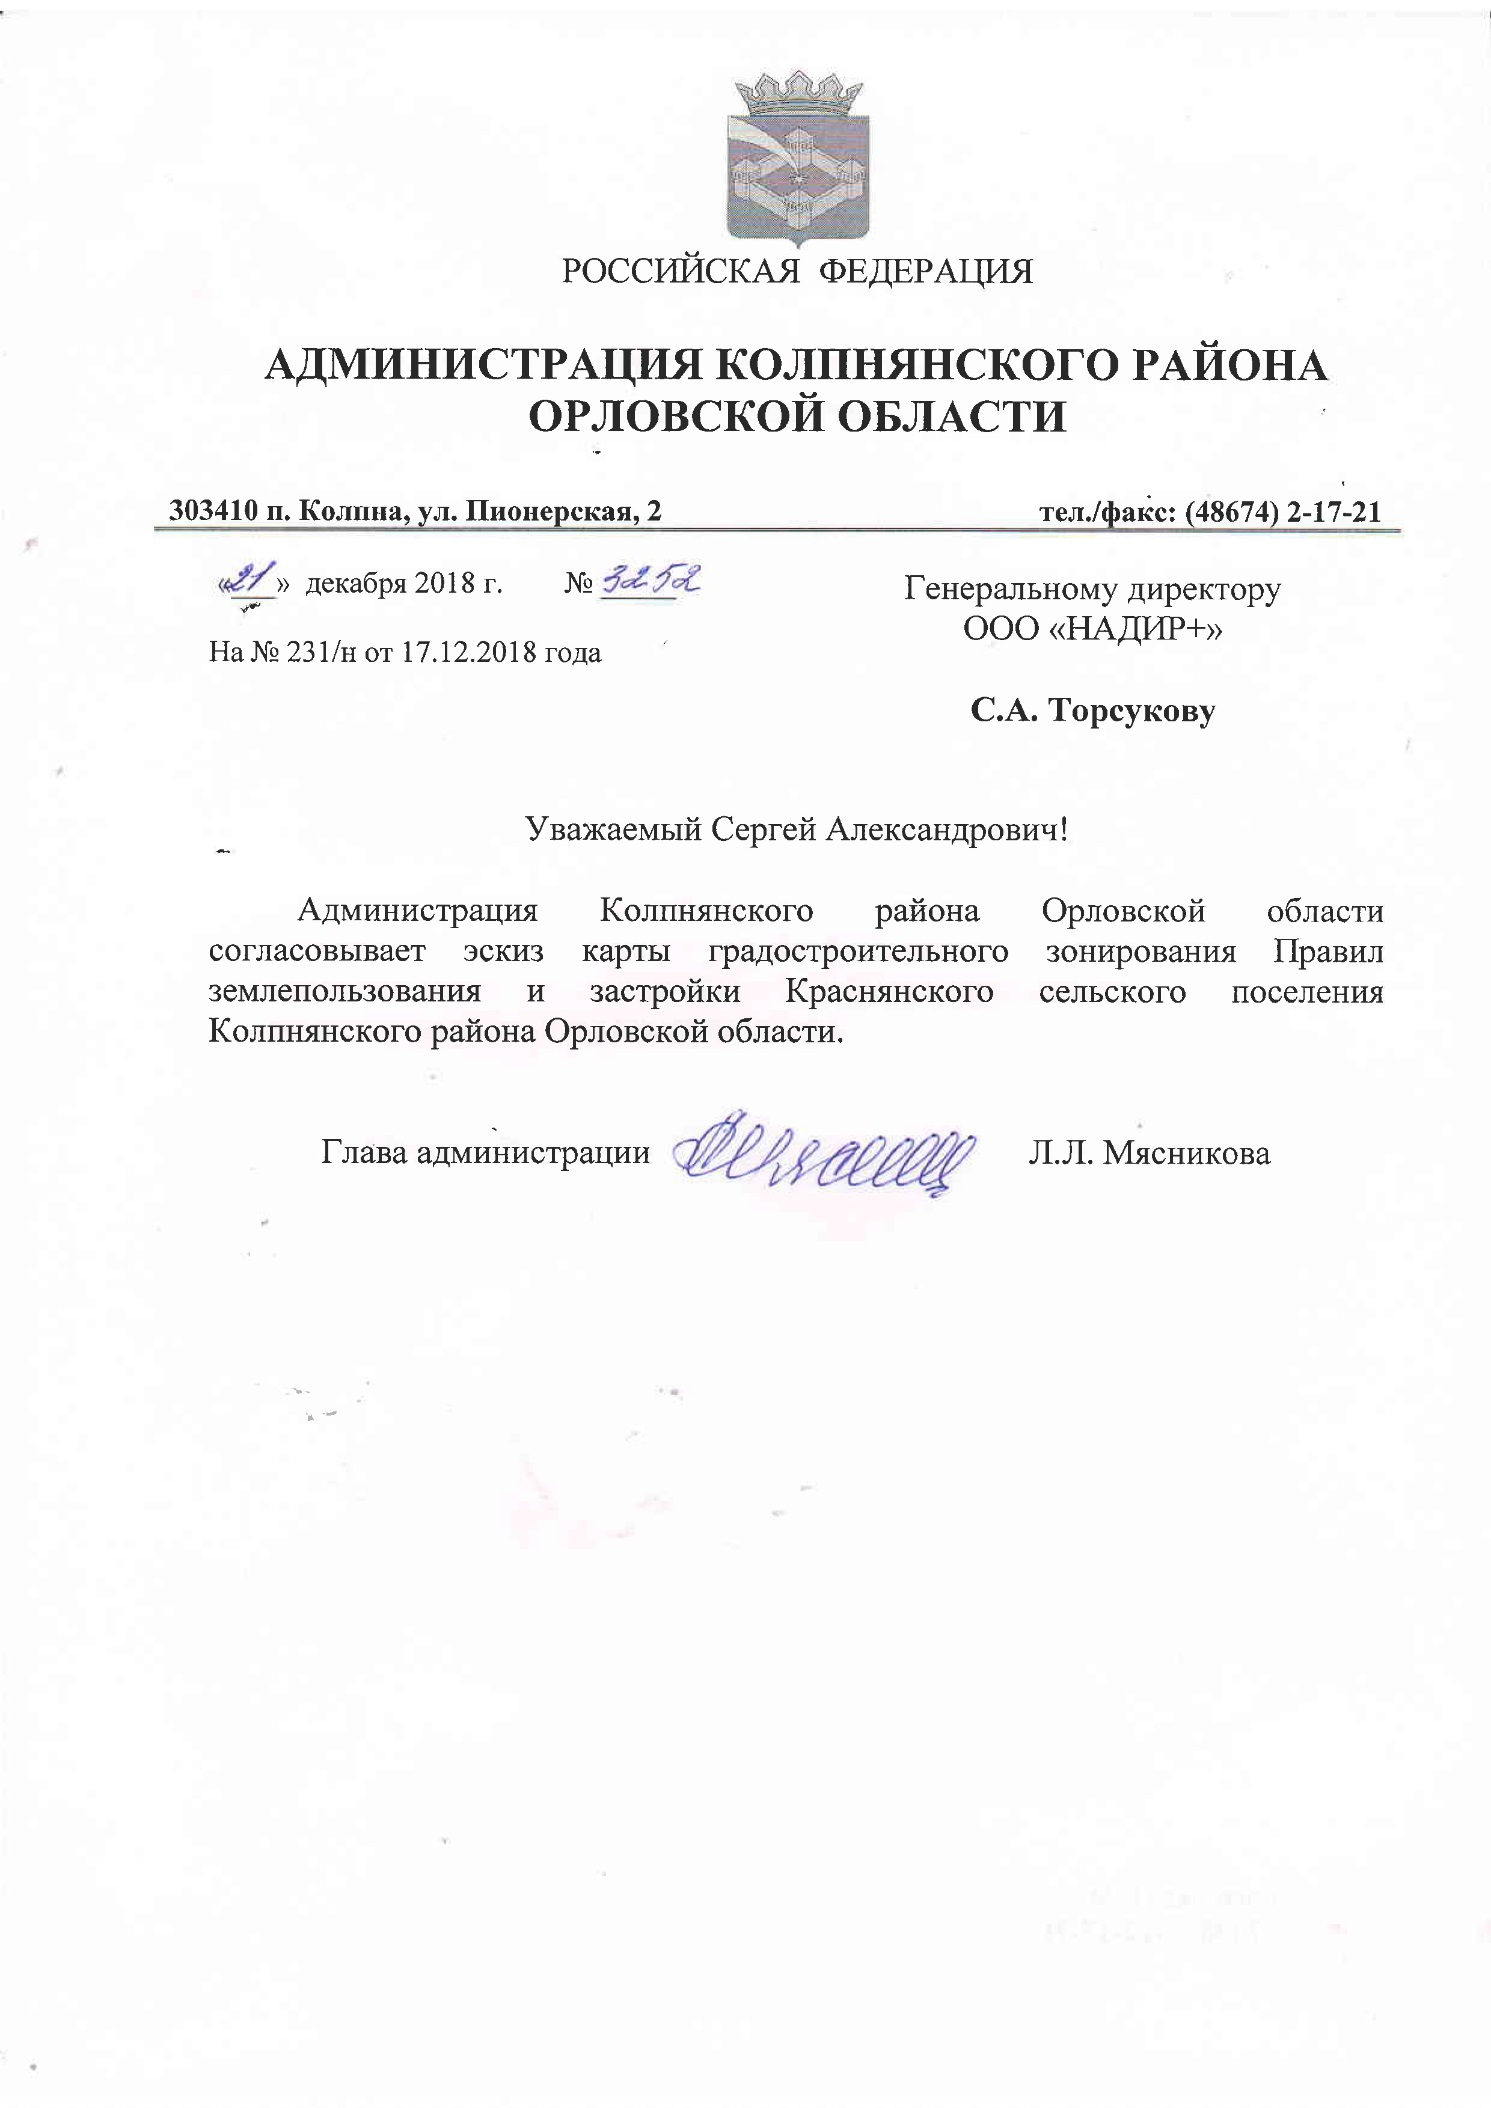 РОССИЙСКАЯ ФЕДЕРАЦИЯ
АДМИНИСТРАЦИЯ КОЛПНЯНСКОГО РАЙОНА
ОРЛОВСКОЙ ОБЛАСТИ
303410 п. Колпна, ул. Пионерская, 2 тел./факс: (48674) 2-17-21
«21» декабря 2018 г. № 3252
Генеральному директору
ООО «НАДИР+»
На № 231/н от 17.12.2018 года
С.А. Торсукову
Уважаемый Сергей Александрович!
Администрация Колпнянского района Орловской области
согласовывает эскиз карты градостроительного зонирования Правил
землепользования и застройки Краснянского сельского поселения
Колпнянского района Орловской области.
Глава администрации Л.Л. Мясникова